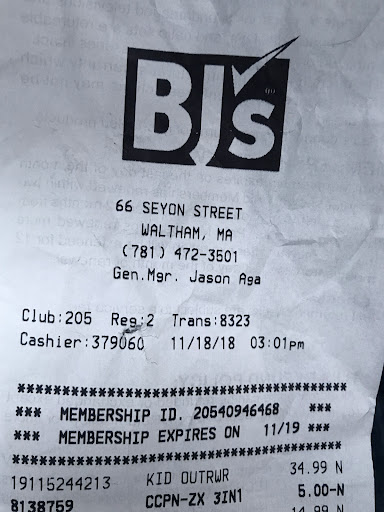 BJ's
66 SEYON STREET
WALTHAM, MA
(781) 472-3501
Gen.Mgr. Jason Aga
Club:205 Reg:2 Trans:8323
Cashier:379060 11/18/18 03:01pm
****************************************
*** MEMBERSHIP ID. 20540946468 ***
*** MEMBERSHIP EXPIRES ON 11/19 ***
****************************************
19115244213 KID OUTRWR 34.99 N
8138759 CCPN-ZX 3IN1 5.00-N
14.99 N